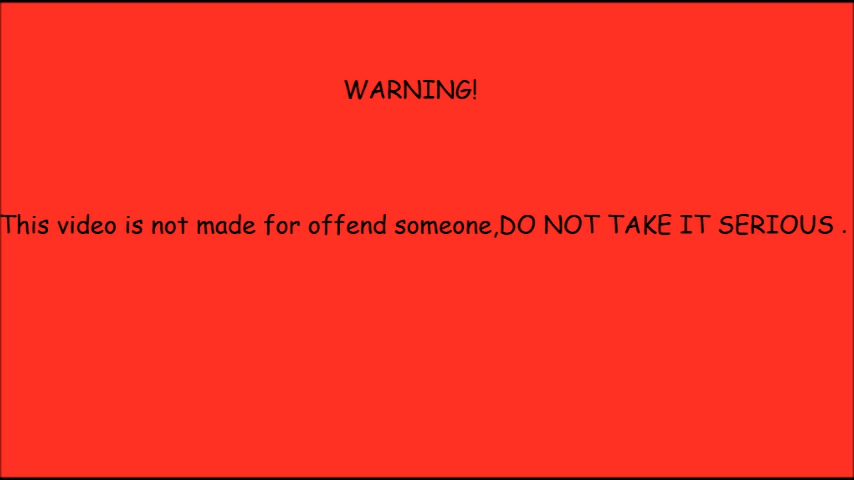 WARNING!
This video is not made for offend someone,DO NOT TAKE IT SERIOUS .